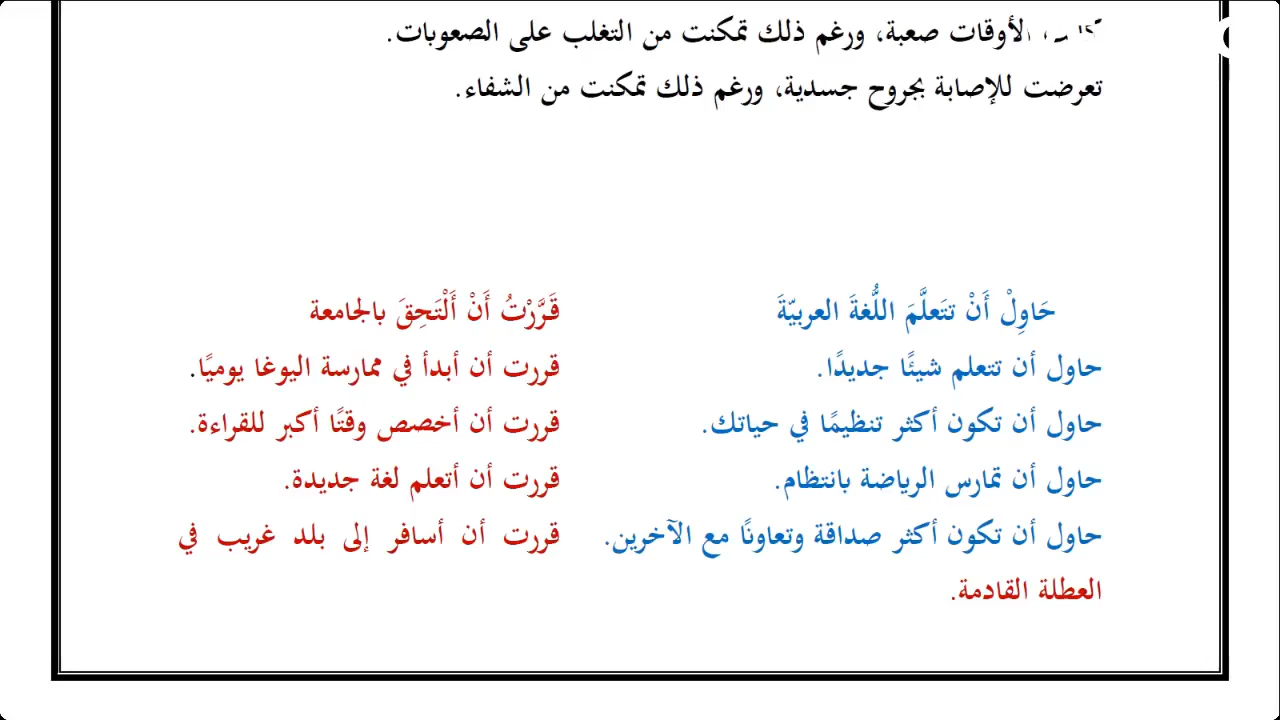 الأوقات صعبة، ورغم ذلك تمكنت من التغلب على الصعوبات.
تعرضت للإصابة بجروح جسدية، ورغم ذلك تمكنت من الشفاء.
حَاوِلْ أَنْ تتَعلَّمَ اللُّغةَ العربيّةَ قَرَّرْتُ أَنْ أَلْتَحِقَ بالجامعة
حاول أن تتعلم شيئًا جديدًا. قررت أن أبدأ في ممارسة اليوغا يوميًا.
حاول أن تكون أكثر تنظيمًا في حياتك. قررت أن أخصص وقتًا أكبر للقراءة.
حاول أن تمارس الرياضة بانتظام. قررت أن أتعلم لغة جديدة.
حاول أن تكون أكثر صداقة وتعاونًا مع الآخرين. قررت أن أسافر إلى بلد غريب في
العطلة القادمة.